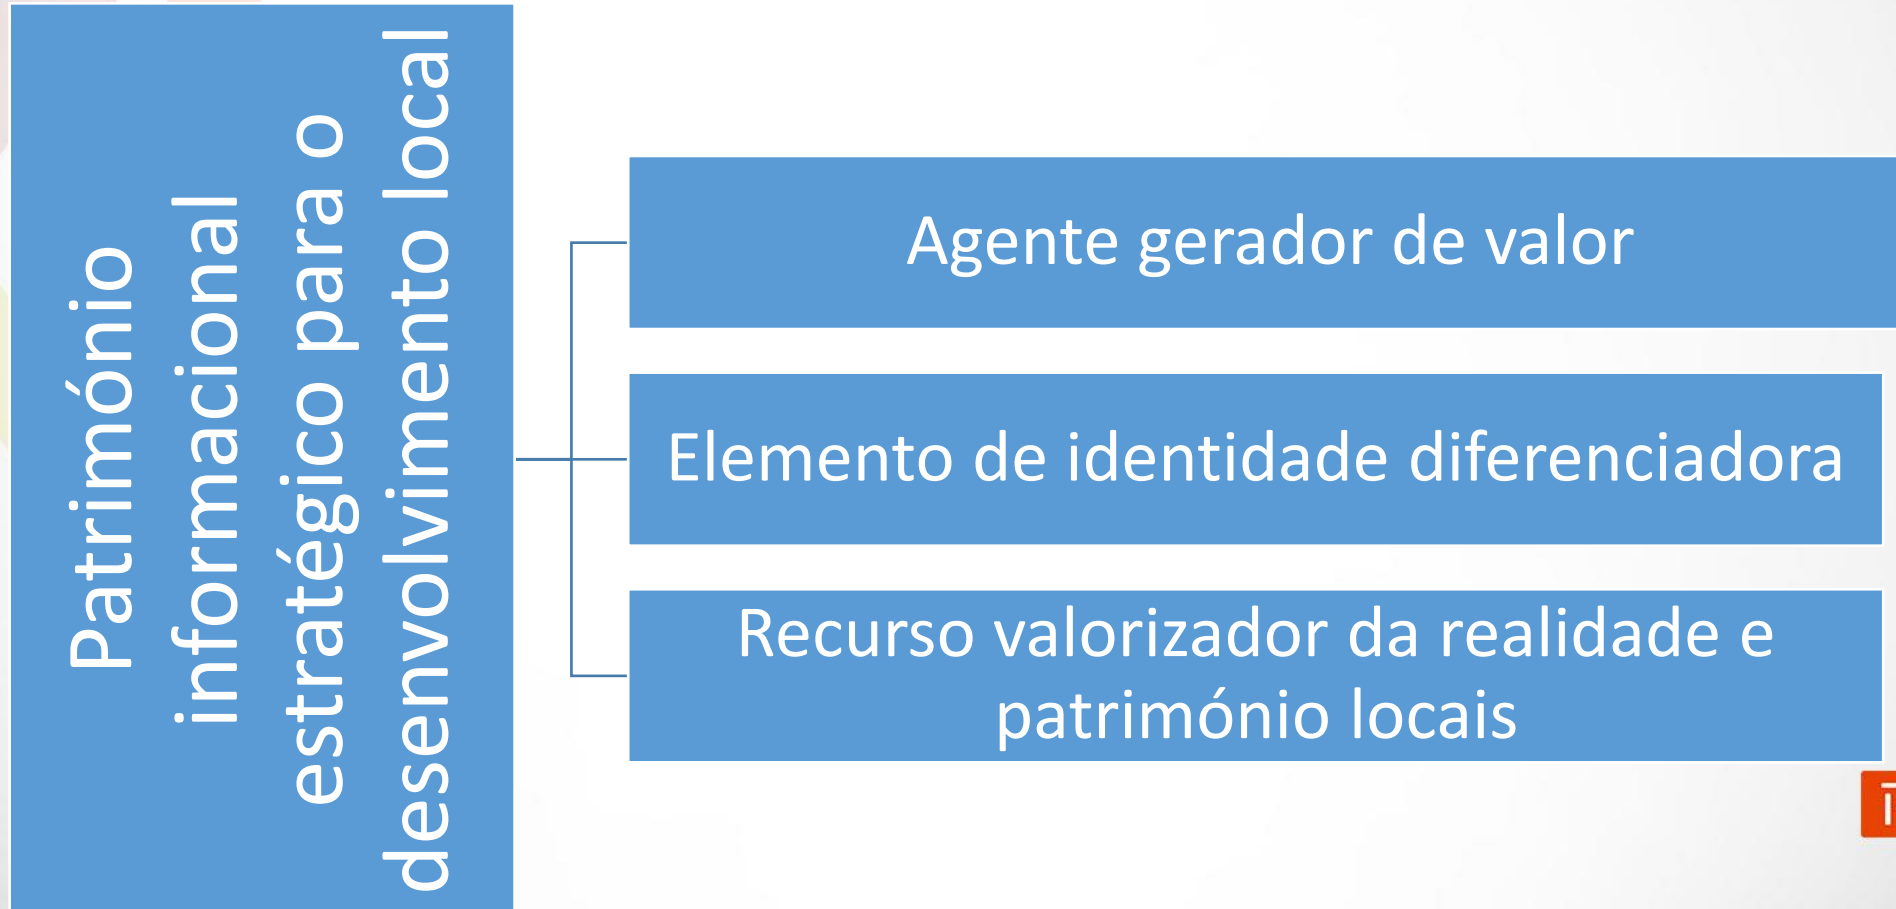 Património
informacional
estratégico para o
desenvolvimento local
Agente gerador de valor
Elemento de identidade diferenciadora
Recurso valorizador da realidade e
património locais